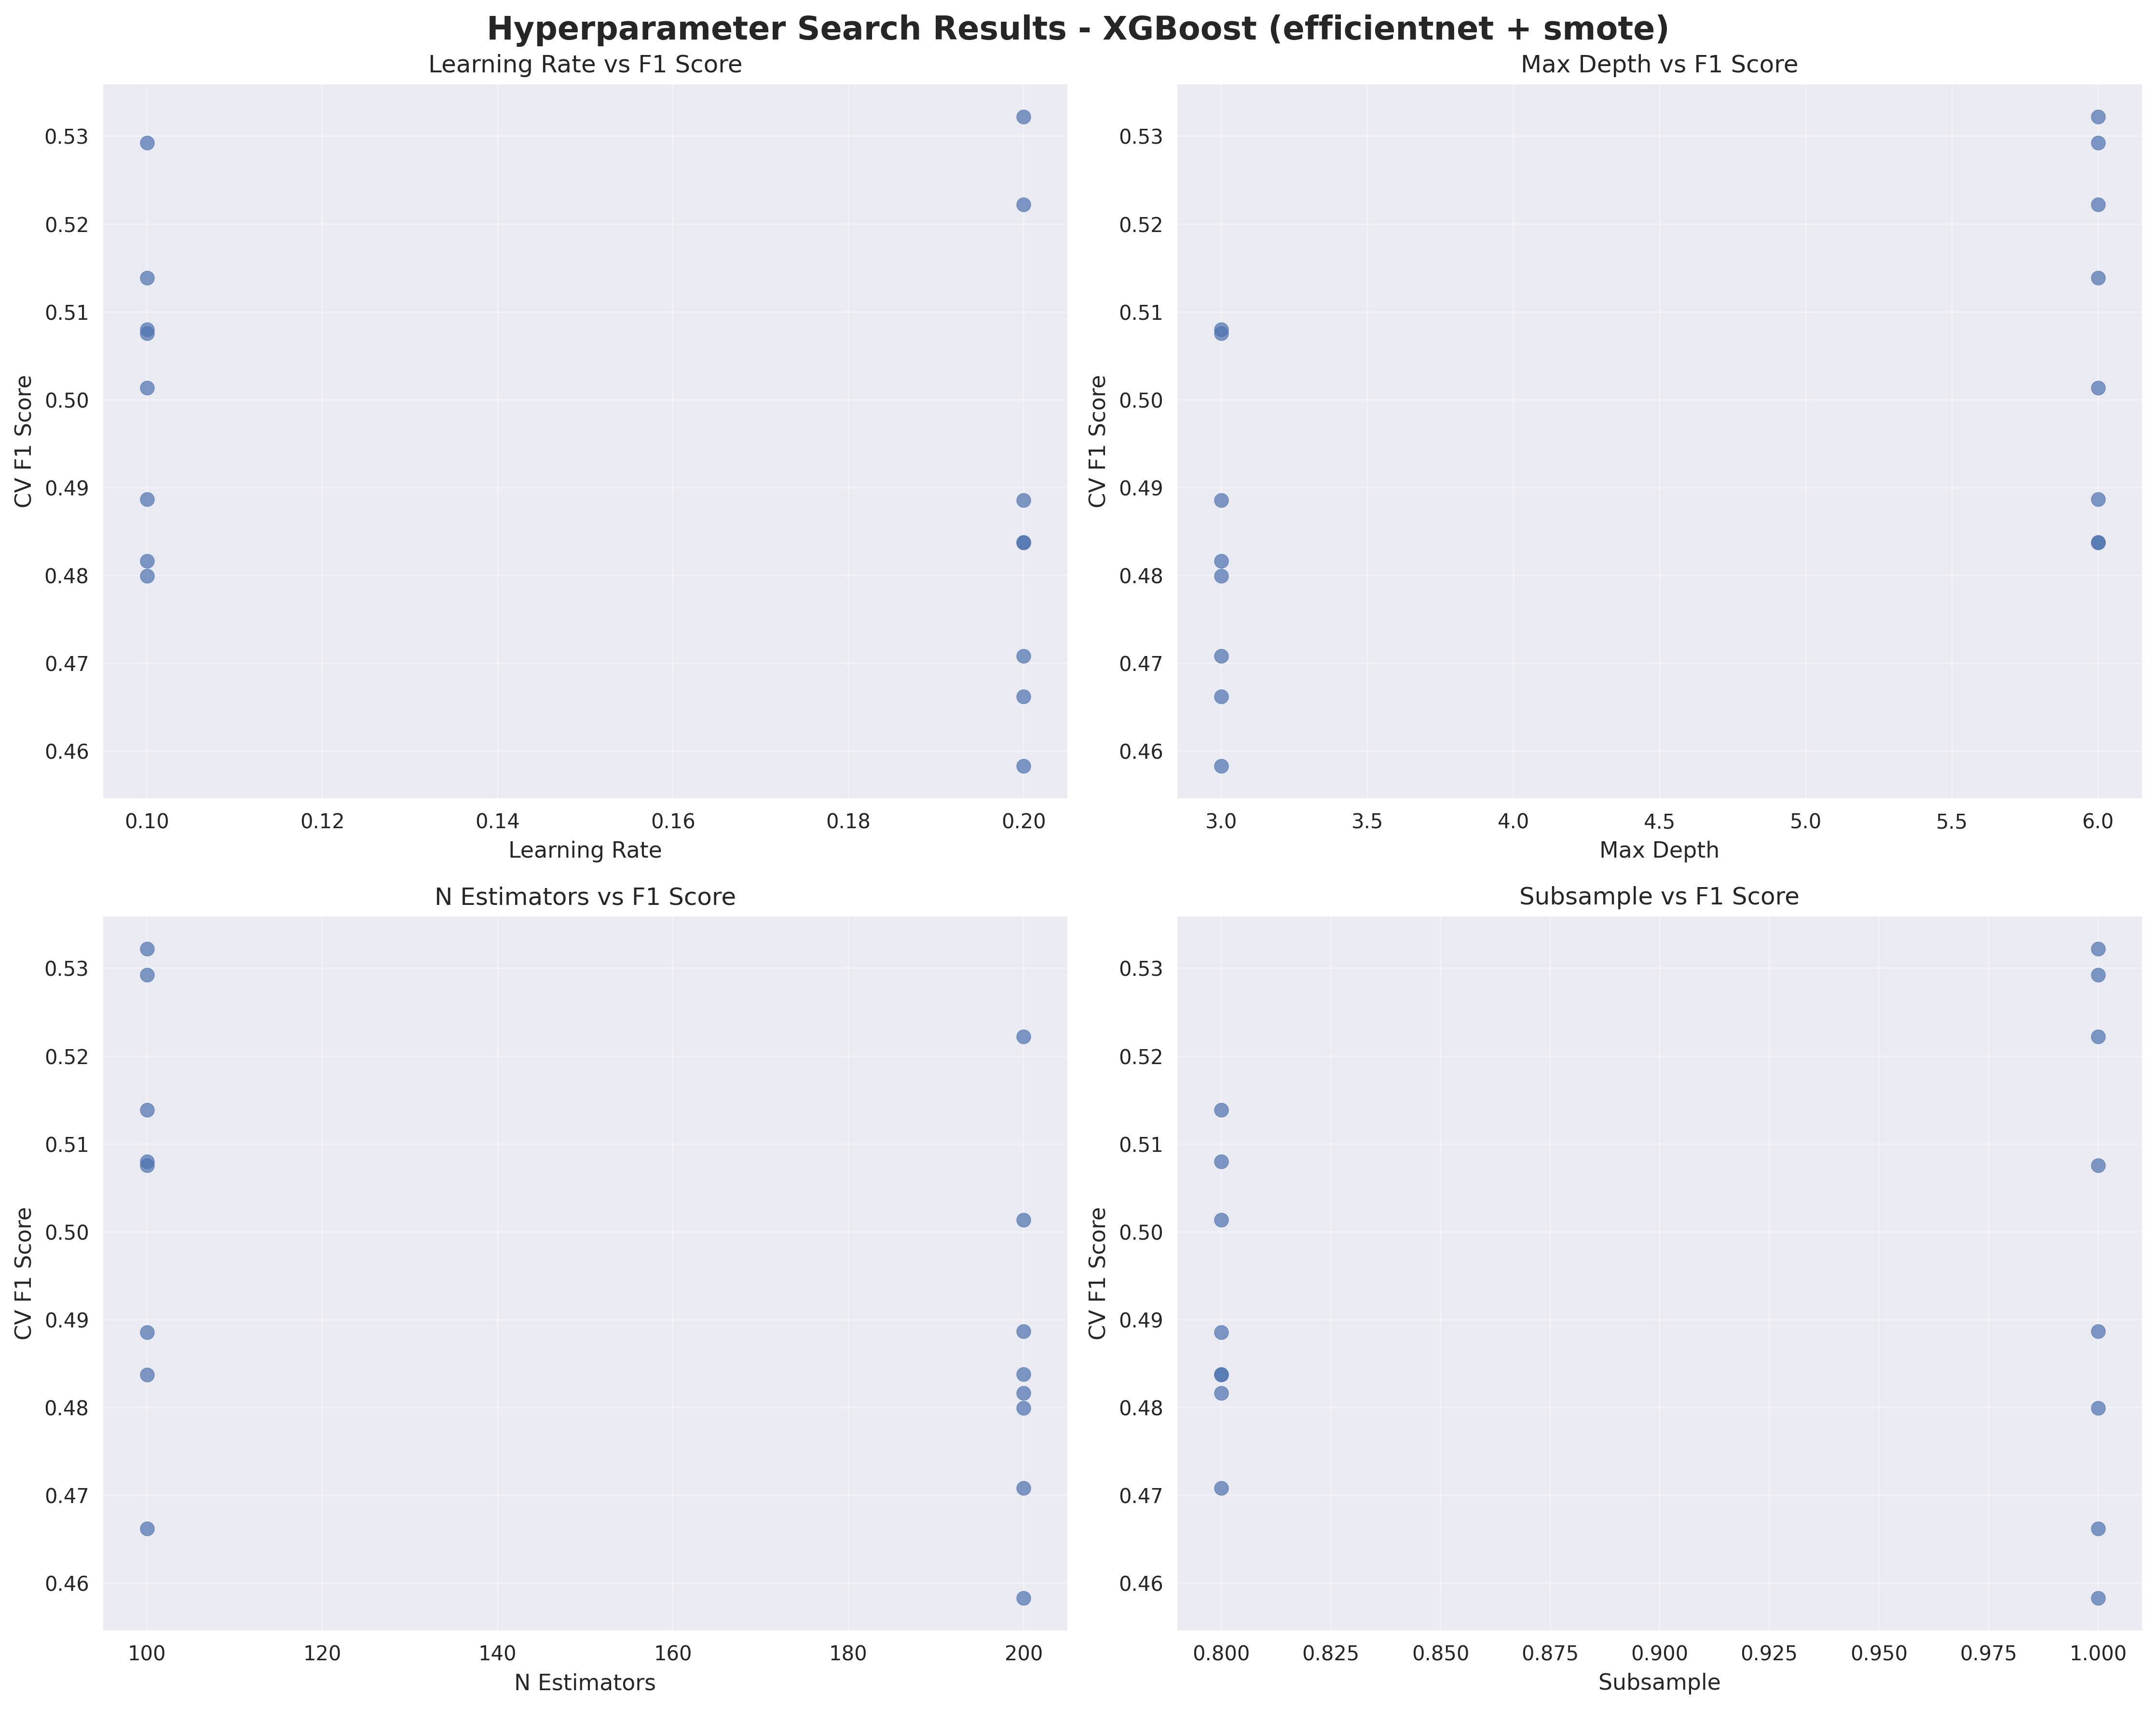 Hyperparameter Search Results - XGBoost (efficientnet + smote)
Learning Rate vs F1 Score
CV F1 Score
0.53
0.52
0.51
0.50
0.49
0.48
0.47
0.46
0.10 0.12 0.14 0.16 0.18 0.20
Learning Rate
Max Depth vs F1 Score
CV F1 Score
0.53
0.52
0.51
0.50
0.49
0.48
0.47
0.46
3.0 3.5 4.0 4.5 5.0 5.5 6.0
Max Depth
N Estimators vs F1 Score
CV F1 Score
0.53
0.52
0.51
0.50
0.49
0.48
0.47
0.46
100 120 140 160 180 200
N Estimators
Subsample vs F1 Score
CV F1 Score
0.53
0.52
0.51
0.50
0.49
0.48
0.47
0.46
0.800 0.825 0.850 0.875 0.900 0.925 0.950 0.975 1.000
Subsample